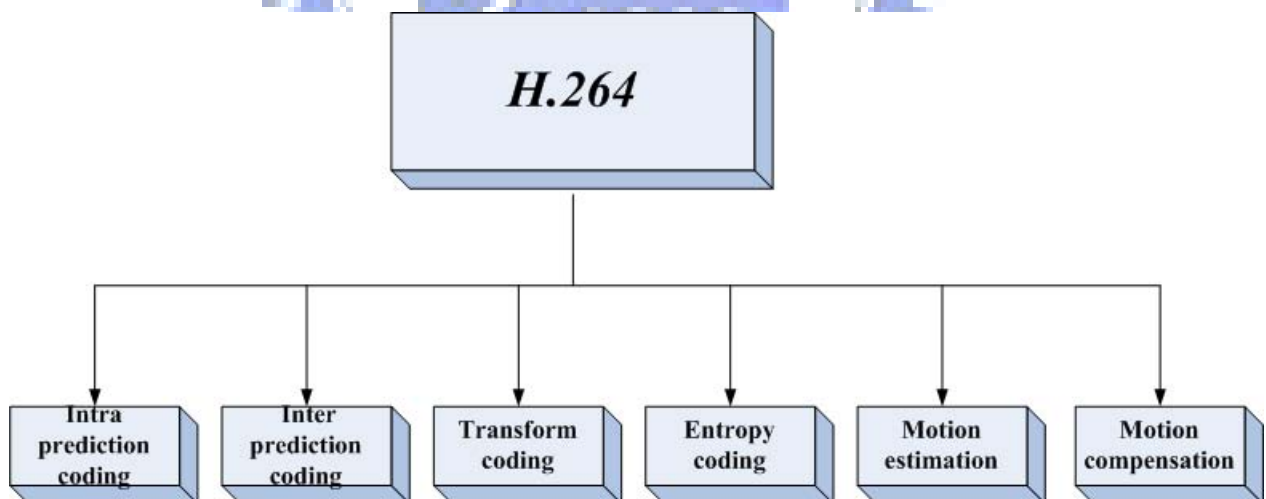 H.264
Intra
prediction
coding
Inter
prediction
coding
Transform
coding
Entropy
coding
Motion
estimation
Motion
compensation